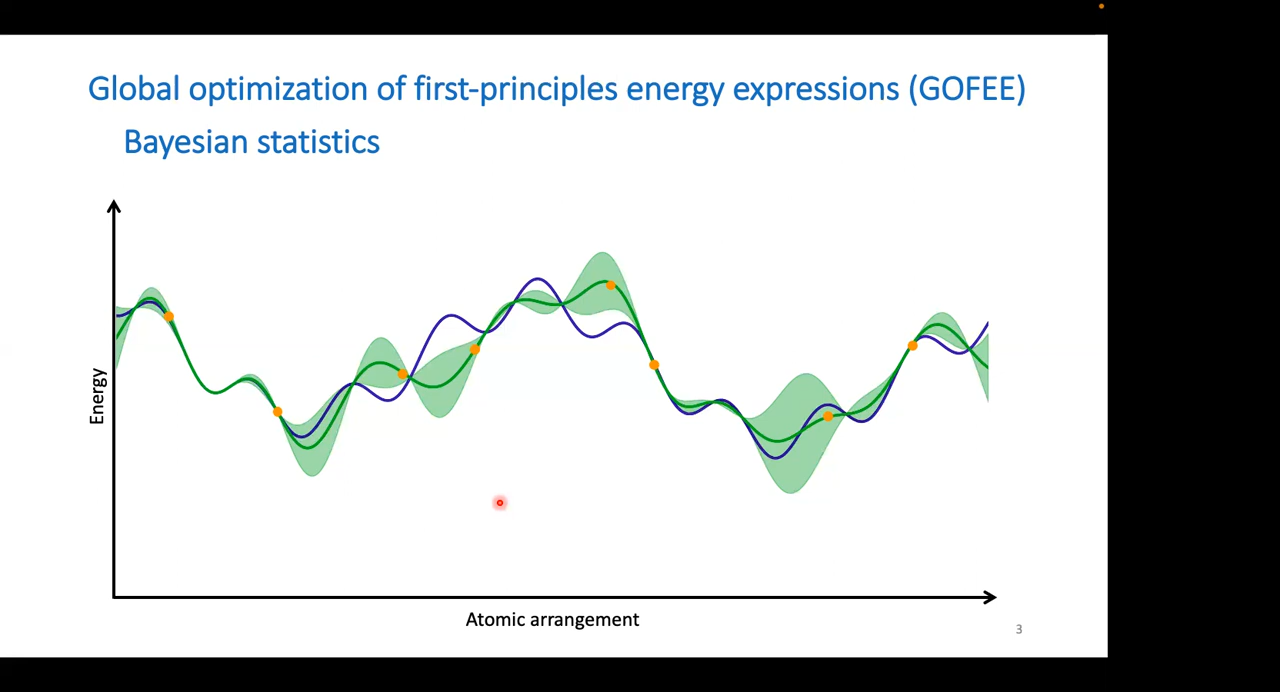 Global optimization of first-principles energy expressions (GOFEE)
Bayesian statistics
Energy
Atomic arrangement
3